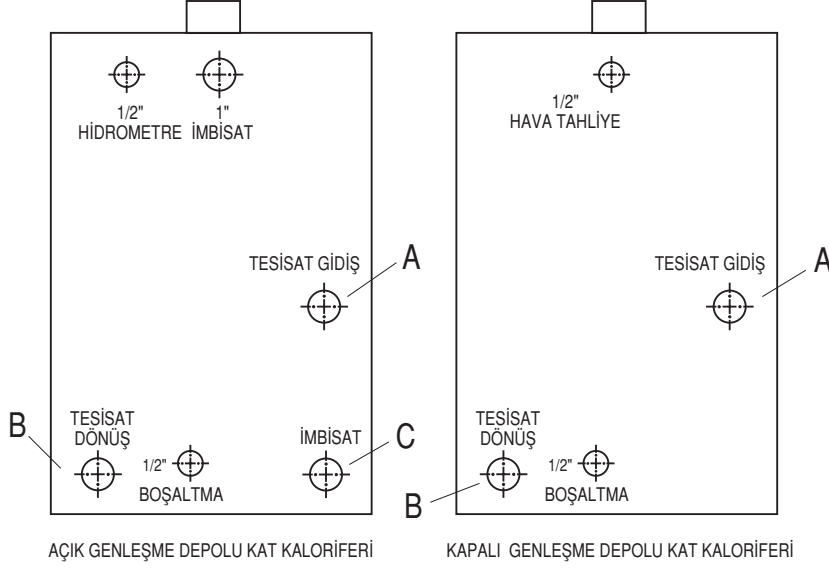 1/2"
HİDROMETRE
1"
İMBİSAT
TESİSAT GİDİŞ
A
B
TESİSAT
DÖNÜŞ
1/2"
BOŞALTMA
İMBİSAT
C
AÇIK GENLEŞME DEPOLU KAT KALORİFERİ
1/2"
HAVA TAHLİYE
TESİSAT GİDİŞ
A
TESİSAT
DÖNÜŞ
B
1/2"
BOŞALTMA
KAPALI GENLEŞME DEPOLU KAT KALORİFERİ